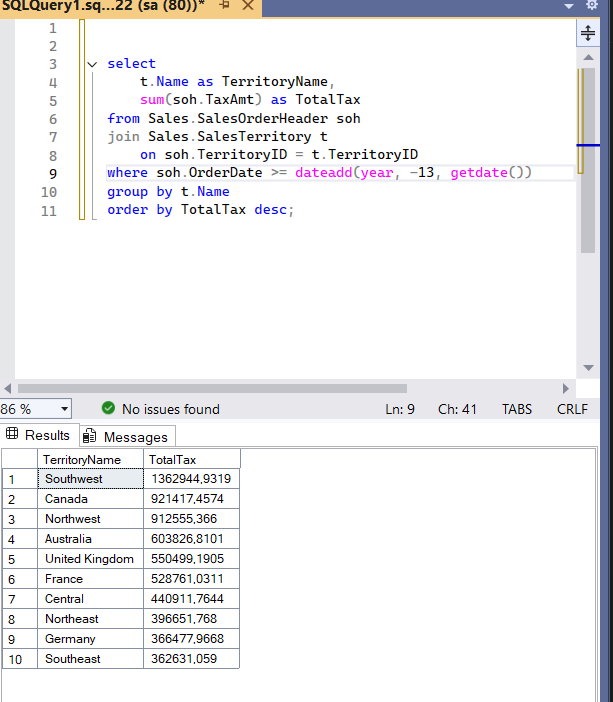 SQLQuery1.sq...22 (sa (80))*
1
2
3 select
4 t.Name as TerritoryName,
5 sum(soh.TaxAmt) as TotalTax
6 from Sales.SalesOrderHeader soh
7 join Sales.SalesTerritory t
8 on soh.TerritoryID = t.TerritoryID
9 where soh.OrderDate >= dateadd(year, -13, getdate())
10 group by t.Name
11 order by TotalTax desc;
86 % No issues found Ln: 9 Ch: 41 TABS CRLF
Results Messages
TerritoryName TotalTax
1 Southwest 1362944,9319
2 Canada 921417,4574
3 Northwest 912555,366
4 Australia 603826,8101
5 United Kingdom 550499,1905
6 France 528761,0311
7 Central 440911,7644
8 Northeast 396651,768
9 Germany 366477,9668
10 Southeast 362631,059